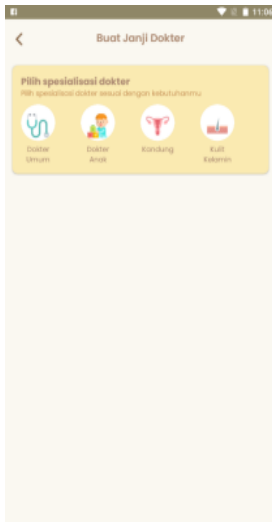 11:06
Buat Janji Dokter
Pilih spesialisasi dokter
Pilih spesialisasi dokter sesuai dengan kebutuhanmu
Dokter Umum
Dokter Anak
Kandung
Kulit Kelamin